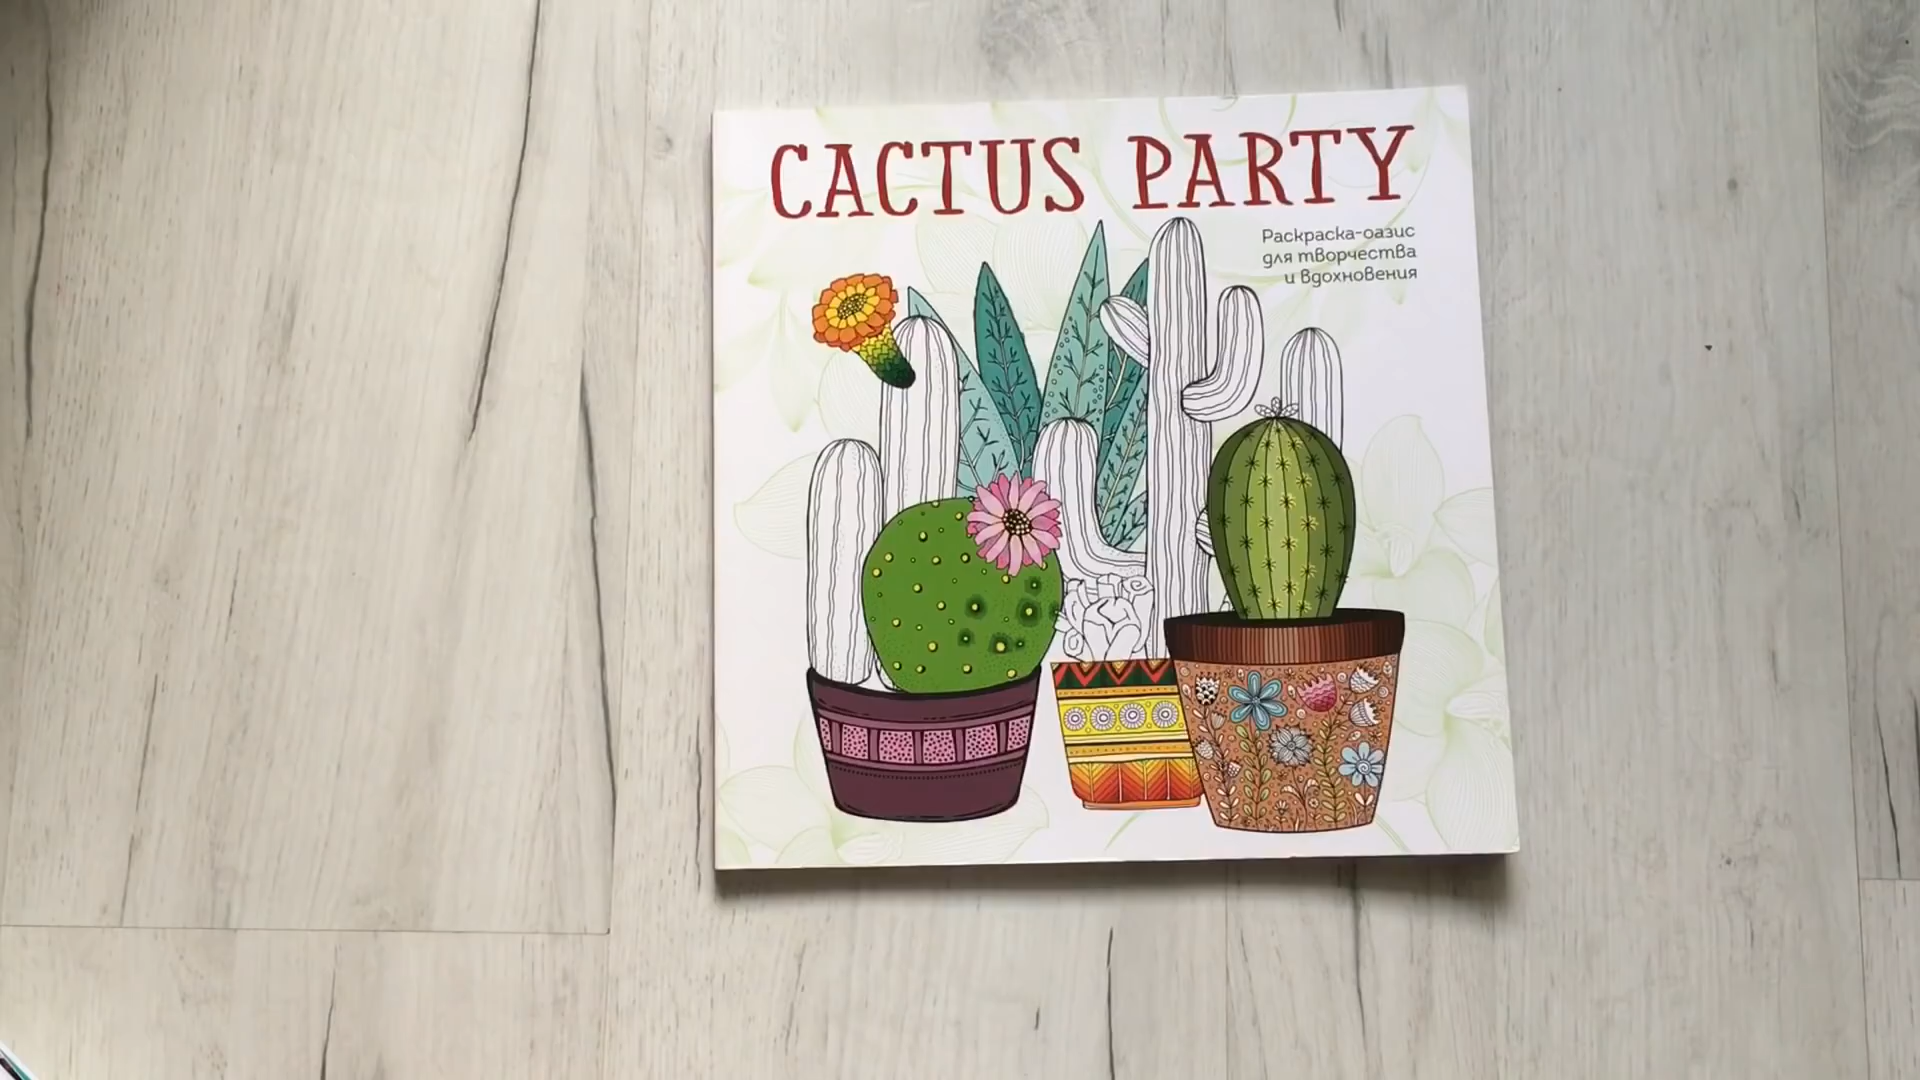 CACTUS PARTY
Раскраска-оазис
для творчества
и вдохновения